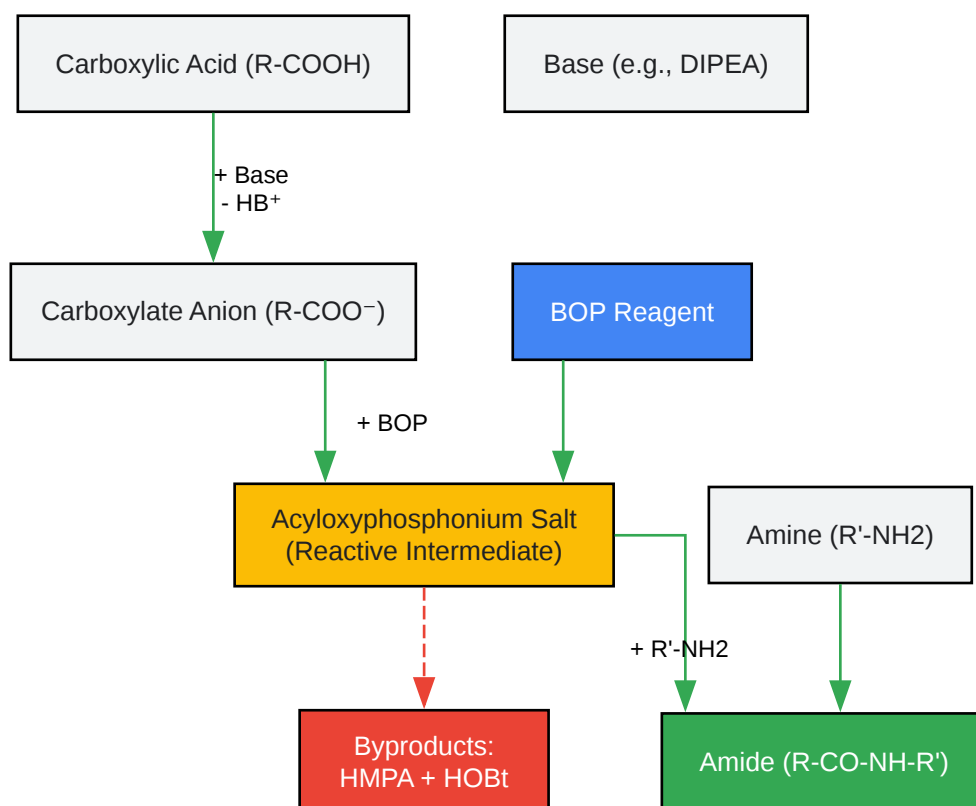 Carboxylic Acid (R-COOH)
Base (e.g., DIPEA)
+ Base
- HB⁺
Carboxylate Anion (R-COO⁻)
BOP Reagent
+ BOP
Acyloxyphosphonium Salt
(Reactive Intermediate)
Amine (R'-NH2)
+ R'-NH2
Byproducts:
HMPA + HOBt
Amide (R-CO-NH-R')